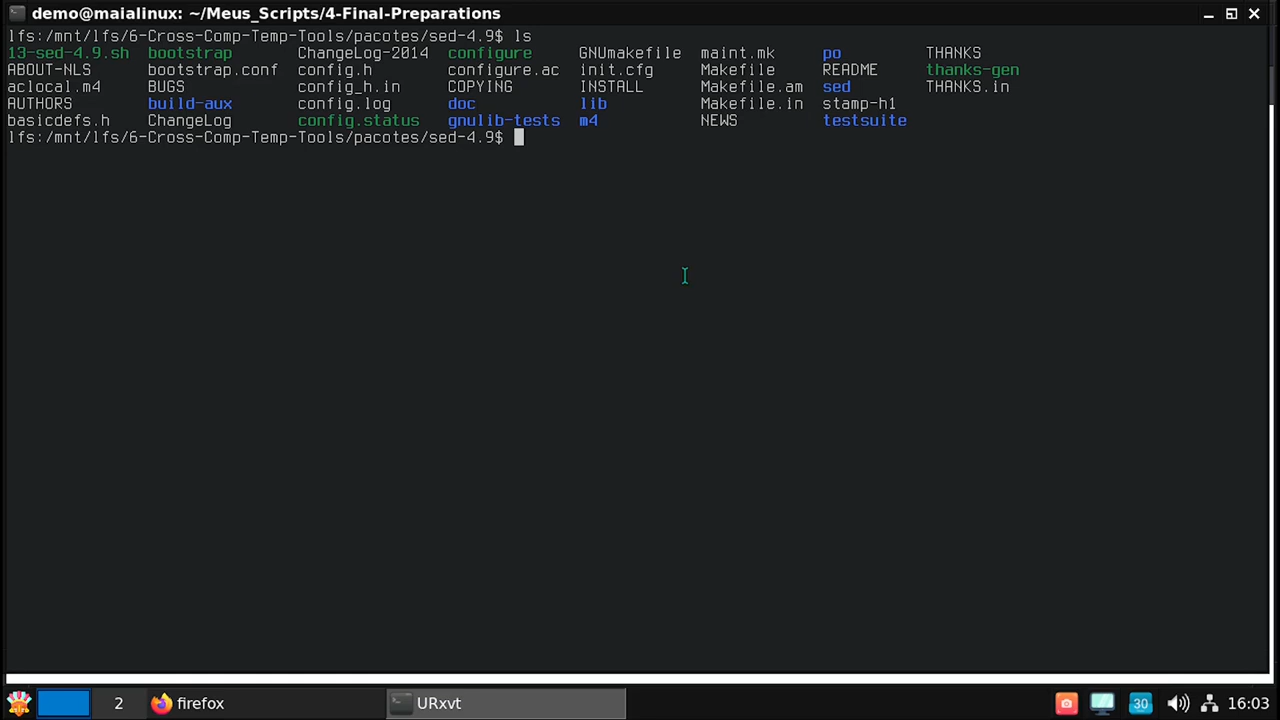 demo@maialinux: ~/Meus_Scripts/4-Final-Preparations
lfs:/mnt/lfs/6-Cross-Comp-Temp-Tools/pacotes/sed-4.9$ ls
13-sed-4.9.sh bootstrap ChangeLog-2014 configure GNUmakefile maint.mk po THANKS
ABOUT-NLS bootstrap.conf config.h configure.ac init.cfg Makefile README thanks-gen
aclocal.m4 BUGS config_h.in COPYING INSTALL Makefile.am sed THANKS.in
AUTHORS build-aux config.log doc lib Makefile.in stamp-h1
basicdefs.h ChangeLog config.status gnulib-tests m4 NEWS testsuite
lfs:/mnt/lfs/6-Cross-Comp-Temp-Tools/pacotes/sed-4.9$
2 firefox URxvt 30 16:03